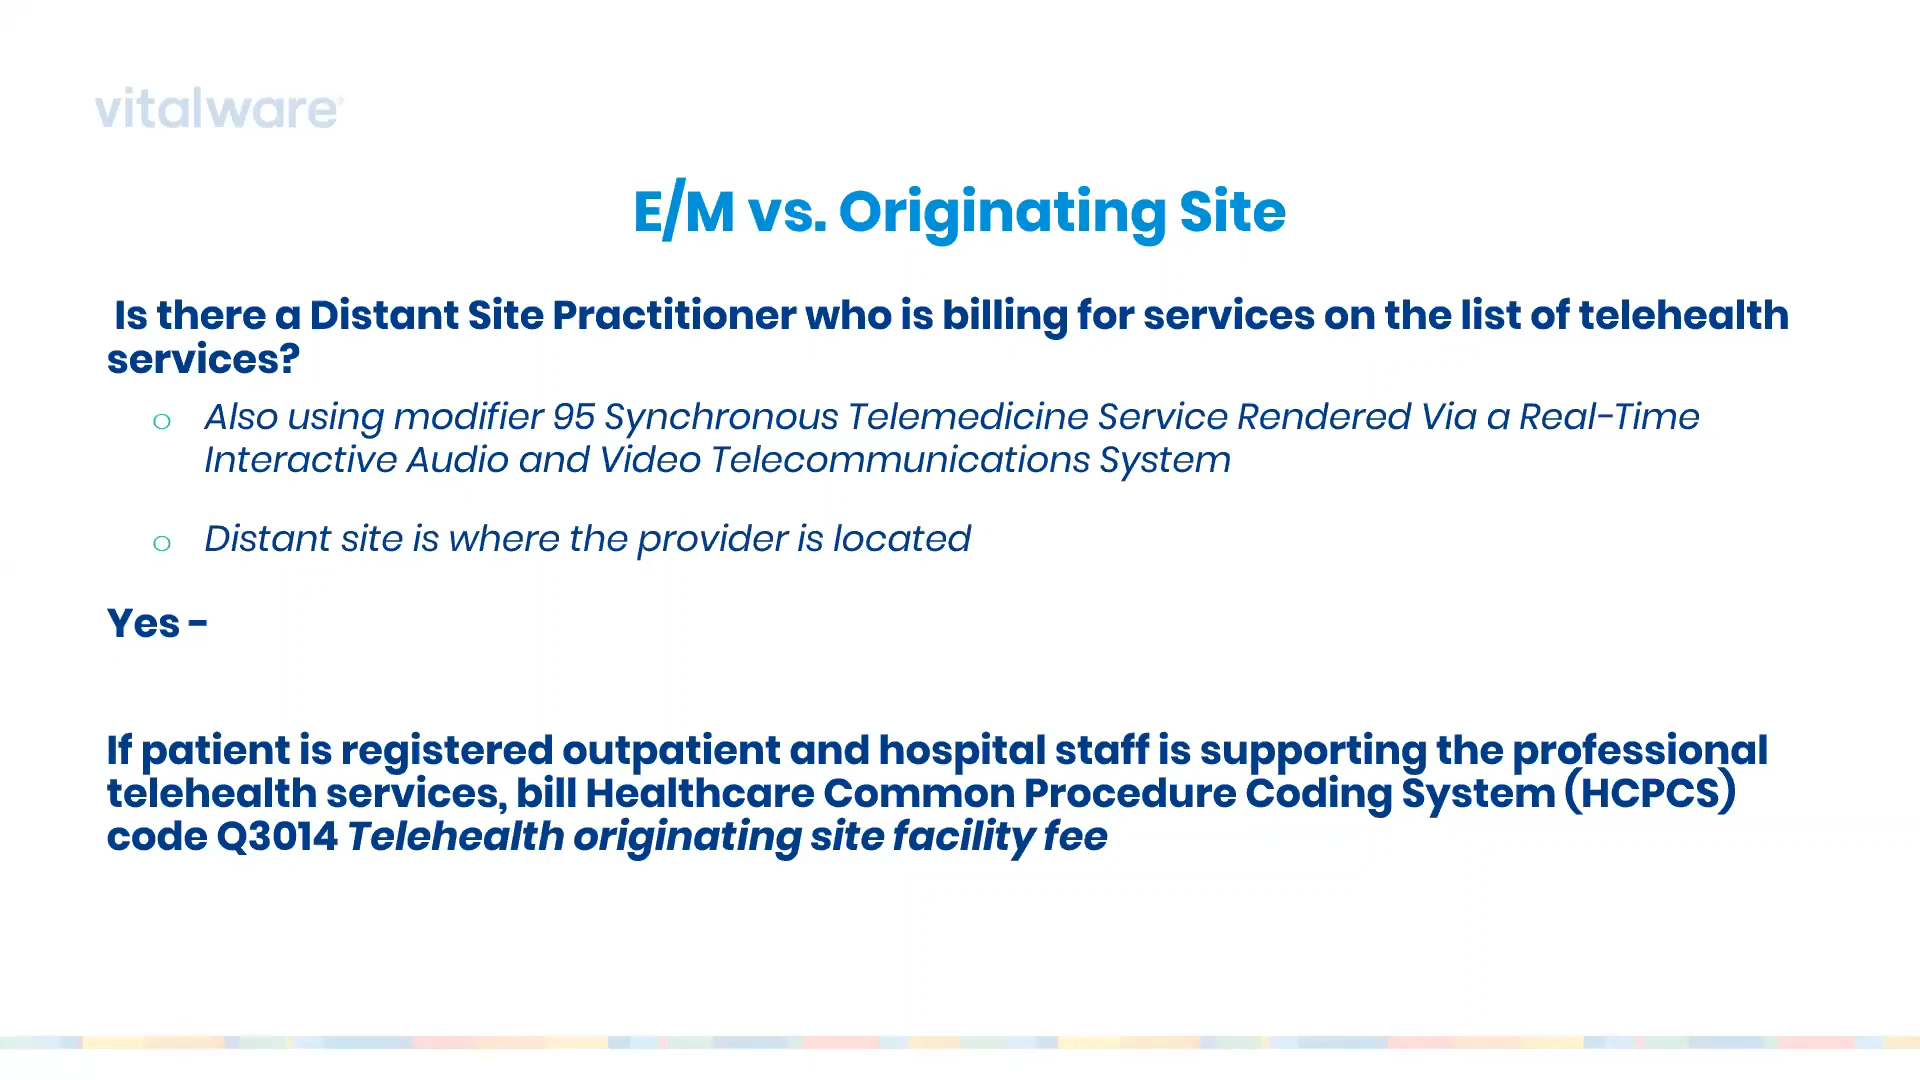 vitalware
E/M vs. Originating Site
Is there a Distant Site Practitioner who is billing for services on the list of telehealth
services?
o Also using modifier 95 Synchronous Telemedicine Service Rendered Via a Real-Time
Interactive Audio and Video Telecommunications System
o Distant site is where the provider is located
Yes -
If patient is registered outpatient and hospital staff is supporting the professional
telehealth services, bill Healthcare Common Procedure Coding System (HCPCS)
code Q3014 Telehealth originating site facility fee